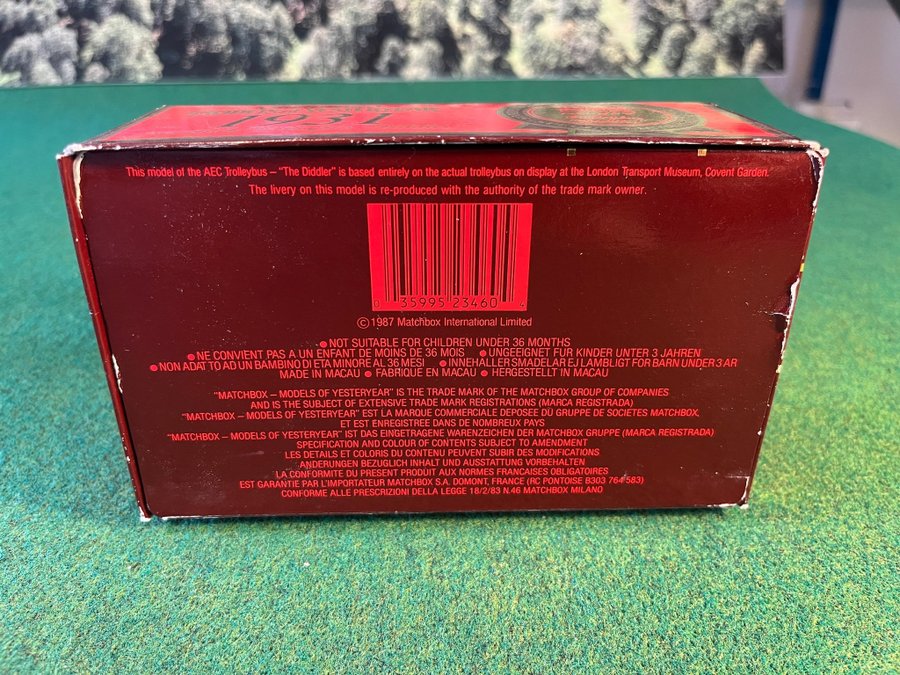 1931
This model of the AEC Trolleybus – "The Diddler" is based entirely on the actual trolleybus on display at the London Transport Museum, Covent Garden.
The livery on this model is re-produced with the authority of the trade mark owner.
0 35995 23460 4
© 1987 Matchbox International Limited
● NOT SUITABLE FOR CHILDREN UNDER 36 MONTHS
● NE CONVIENT PAS A UN ENFANT DE MOINS DE 36 MOIS ● UNGEEIGNET FUR KINDER UNTER 3 JAHREN
● NON ADATTO AD UN BAMBINO DI ETA MINORE AL 36 MESI ● INNEHALLER SMADELAR EJ LAMBLIGT FOR BARN UNDER 3 AR
MADE IN MACAU ● FABRIQUÉ EN MACAU ● HERGESTELLT IN MACAU
"MATCHBOX – MODELS OF YESTERYEAR" IS THE TRADE MARK OF THE MATCHBOX GROUP OF COMPANIES
AND IS THE SUBJECT OF EXTENSIVE TRADE MARK REGISTRATIONS (MARCA REGISTRADA)
"MATCHBOX – MODELS OF YESTERYEAR" EST LA MARQUE COMMERCIALE DEPOSEE DU GRUPPE DE SOCIETES MATCHBOX,
ET EST ENREGISTREE DANS DE NOMBREUX PAYS
"MATCHBOX – MODELS OF YESTERYEAR" IST DAS EINGETRAGENE WARENZEICHEN DER MATCHBOX GRUPPE (MARCA REGISTRADA)
SPECIFICATION AND COLOUR OF CONTENTS SUBJECT TO AMENDMENT
LES DETAILS ET COLORIS DU CONTENU PEUVENT SUBIR DES MODIFICATIONS
ANDERUNGEN BEZUGLICH INHALT UND AUSSTATTUNG VORBEHALTEN
LA CONFORMITE DU PRESENT PRODUIT AUX NORMES FRANCAISES OBLIGATOIRES
EST GARANTIE PAR L'IMPORTATEUR MATCHBOX S.A. DOMONT, FRANCE (RC PONTOISE B303 764 583)
CONFORME ALLE PRESCRIZIONI DELLA LEGGE 18/2/83 N.46 MATCHBOX MILANO